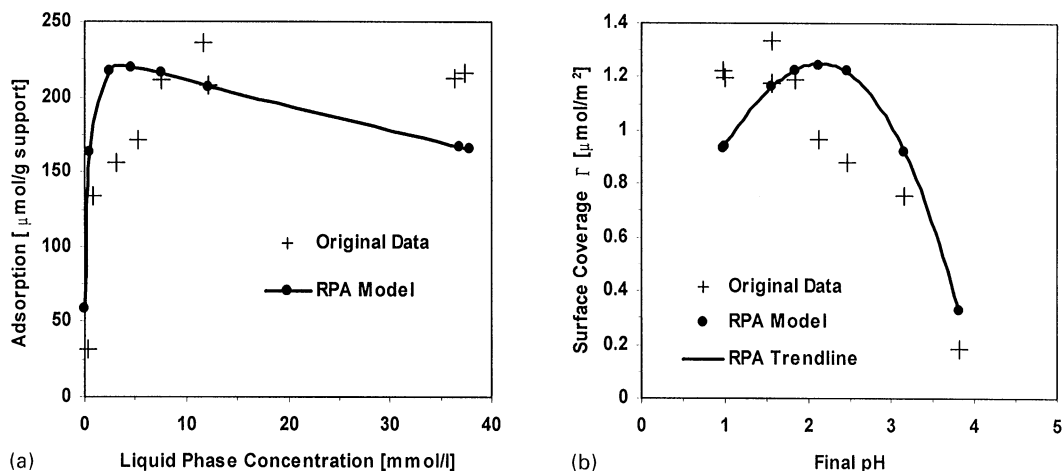 250
200
150
100
50
0
Adsorption [ μmol/g support]
Original Data
RPA Model
0
10
20
30
40
(a)
Liquid Phase Concentration [mmol/l]
1.4
1.2
1
0.8
0.6
0.4
0.2
0
Surface Coverage Γ [μmol/m²]
Original Data
RPA Model
RPA Trendline
0
1
2
3
4
5
(b)
Final pH